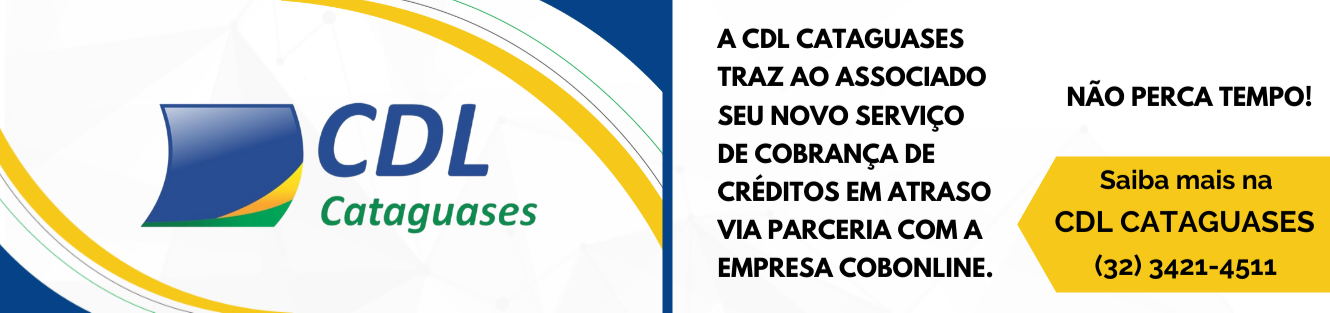 CDL
Cataguases
A CDL CATAGUASES
TRAZ AO ASSOCIADO
SEU NOVO SERVIÇO
DE COBRANÇA DE
CRÉDITOS EM ATRASO
VIA PARCERIA COM A
EMPRESA COBONLINE.
NÃO PERCA TEMPO!
Saiba mais na
CDL CATAGUASES
(32) 3421-4511